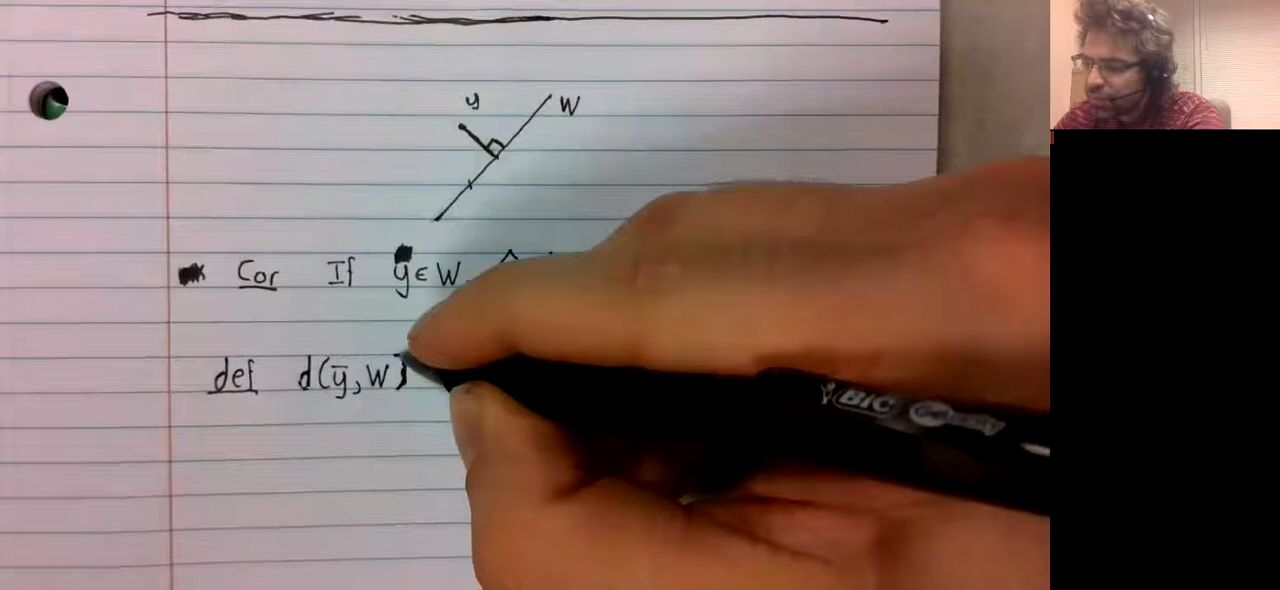 y W
Cor If ȳ ∈ W
def d(ȳ, W)
BIC